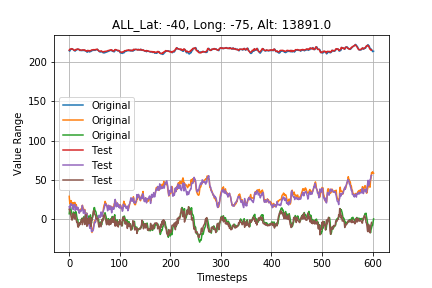 ALL_Lat: -40, Long: -75, Alt: 13891.0
Value Range
200
150
100
50
0
Original
Original
Original
Test
Test
Test
0
100
200
300
400
500
600
Timesteps